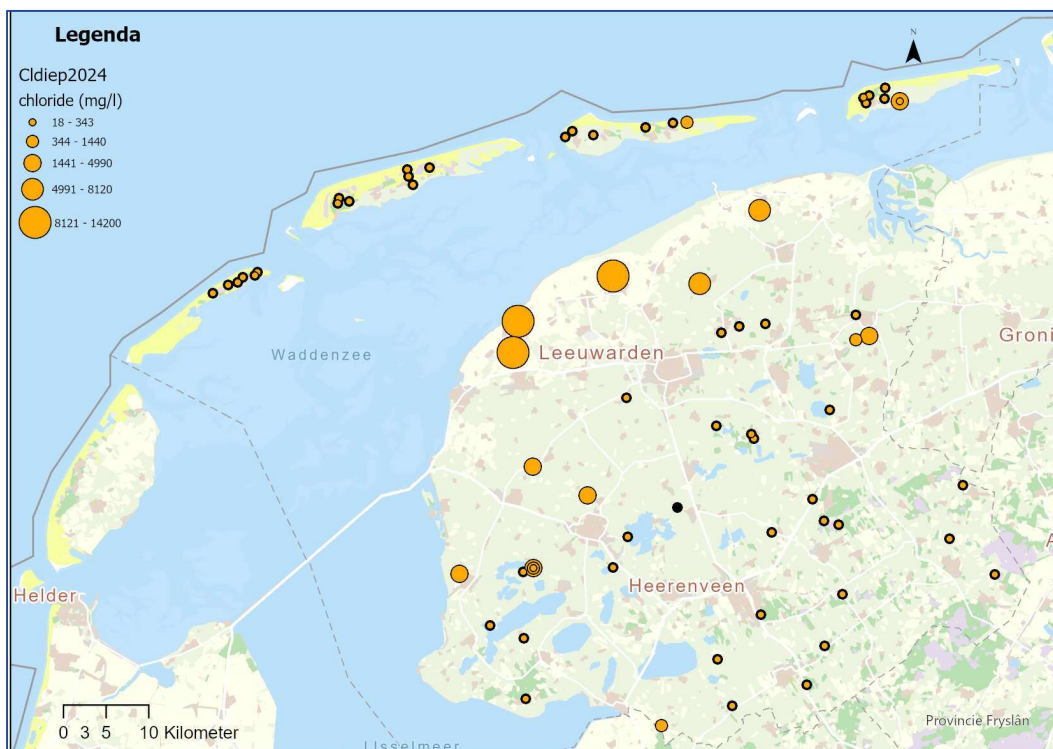 Legenda
Cldiep2024
chloride (mg/l)
18 - 343
344 - 1440
1441 - 4990
4991 - 8120
8121 - 14200
N
Waddenzee
Leeuwarden
Groni
Helder
Heerenveen
A
0 3 5 10 Kilometer
IJsselmeer
Provincie Fryslân